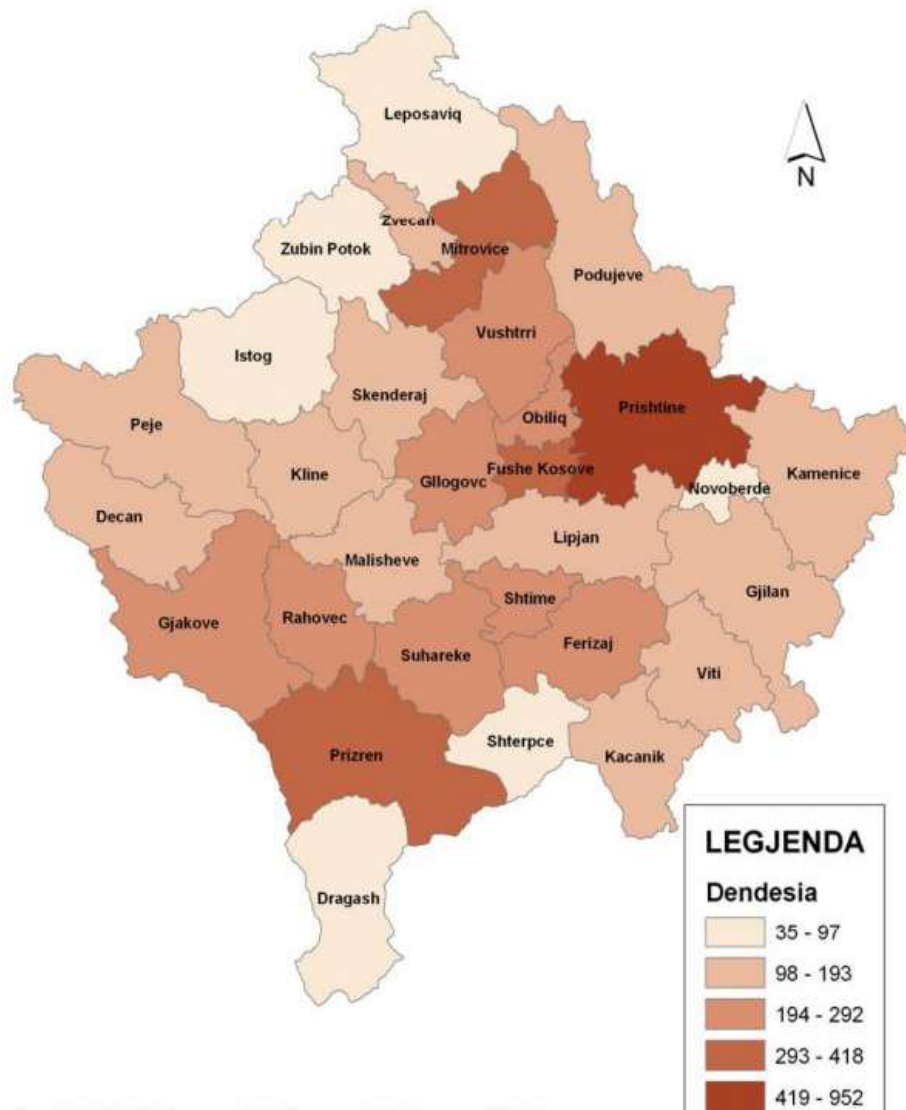 Leposaviq
N
Zvecan
Zubin Potok
Mitrovice
Podujeve
Vushtrri
Istog
Skenderaj
Prishtine
Obiliq
Peje
Kline
Gllogovc
Fushe Kosove
Kamenice
Novoberde
Decan
Malisheve
Lipjan
Gjilan
Shtime
Gjakove
Rahovec
Ferizaj
Suhareke
Viti
Shterpce
Prizren
Kacanik
Dragash
LEGJENDA
Dendesia
35 - 97
98 - 193
194 - 292
293 - 418
419 - 952